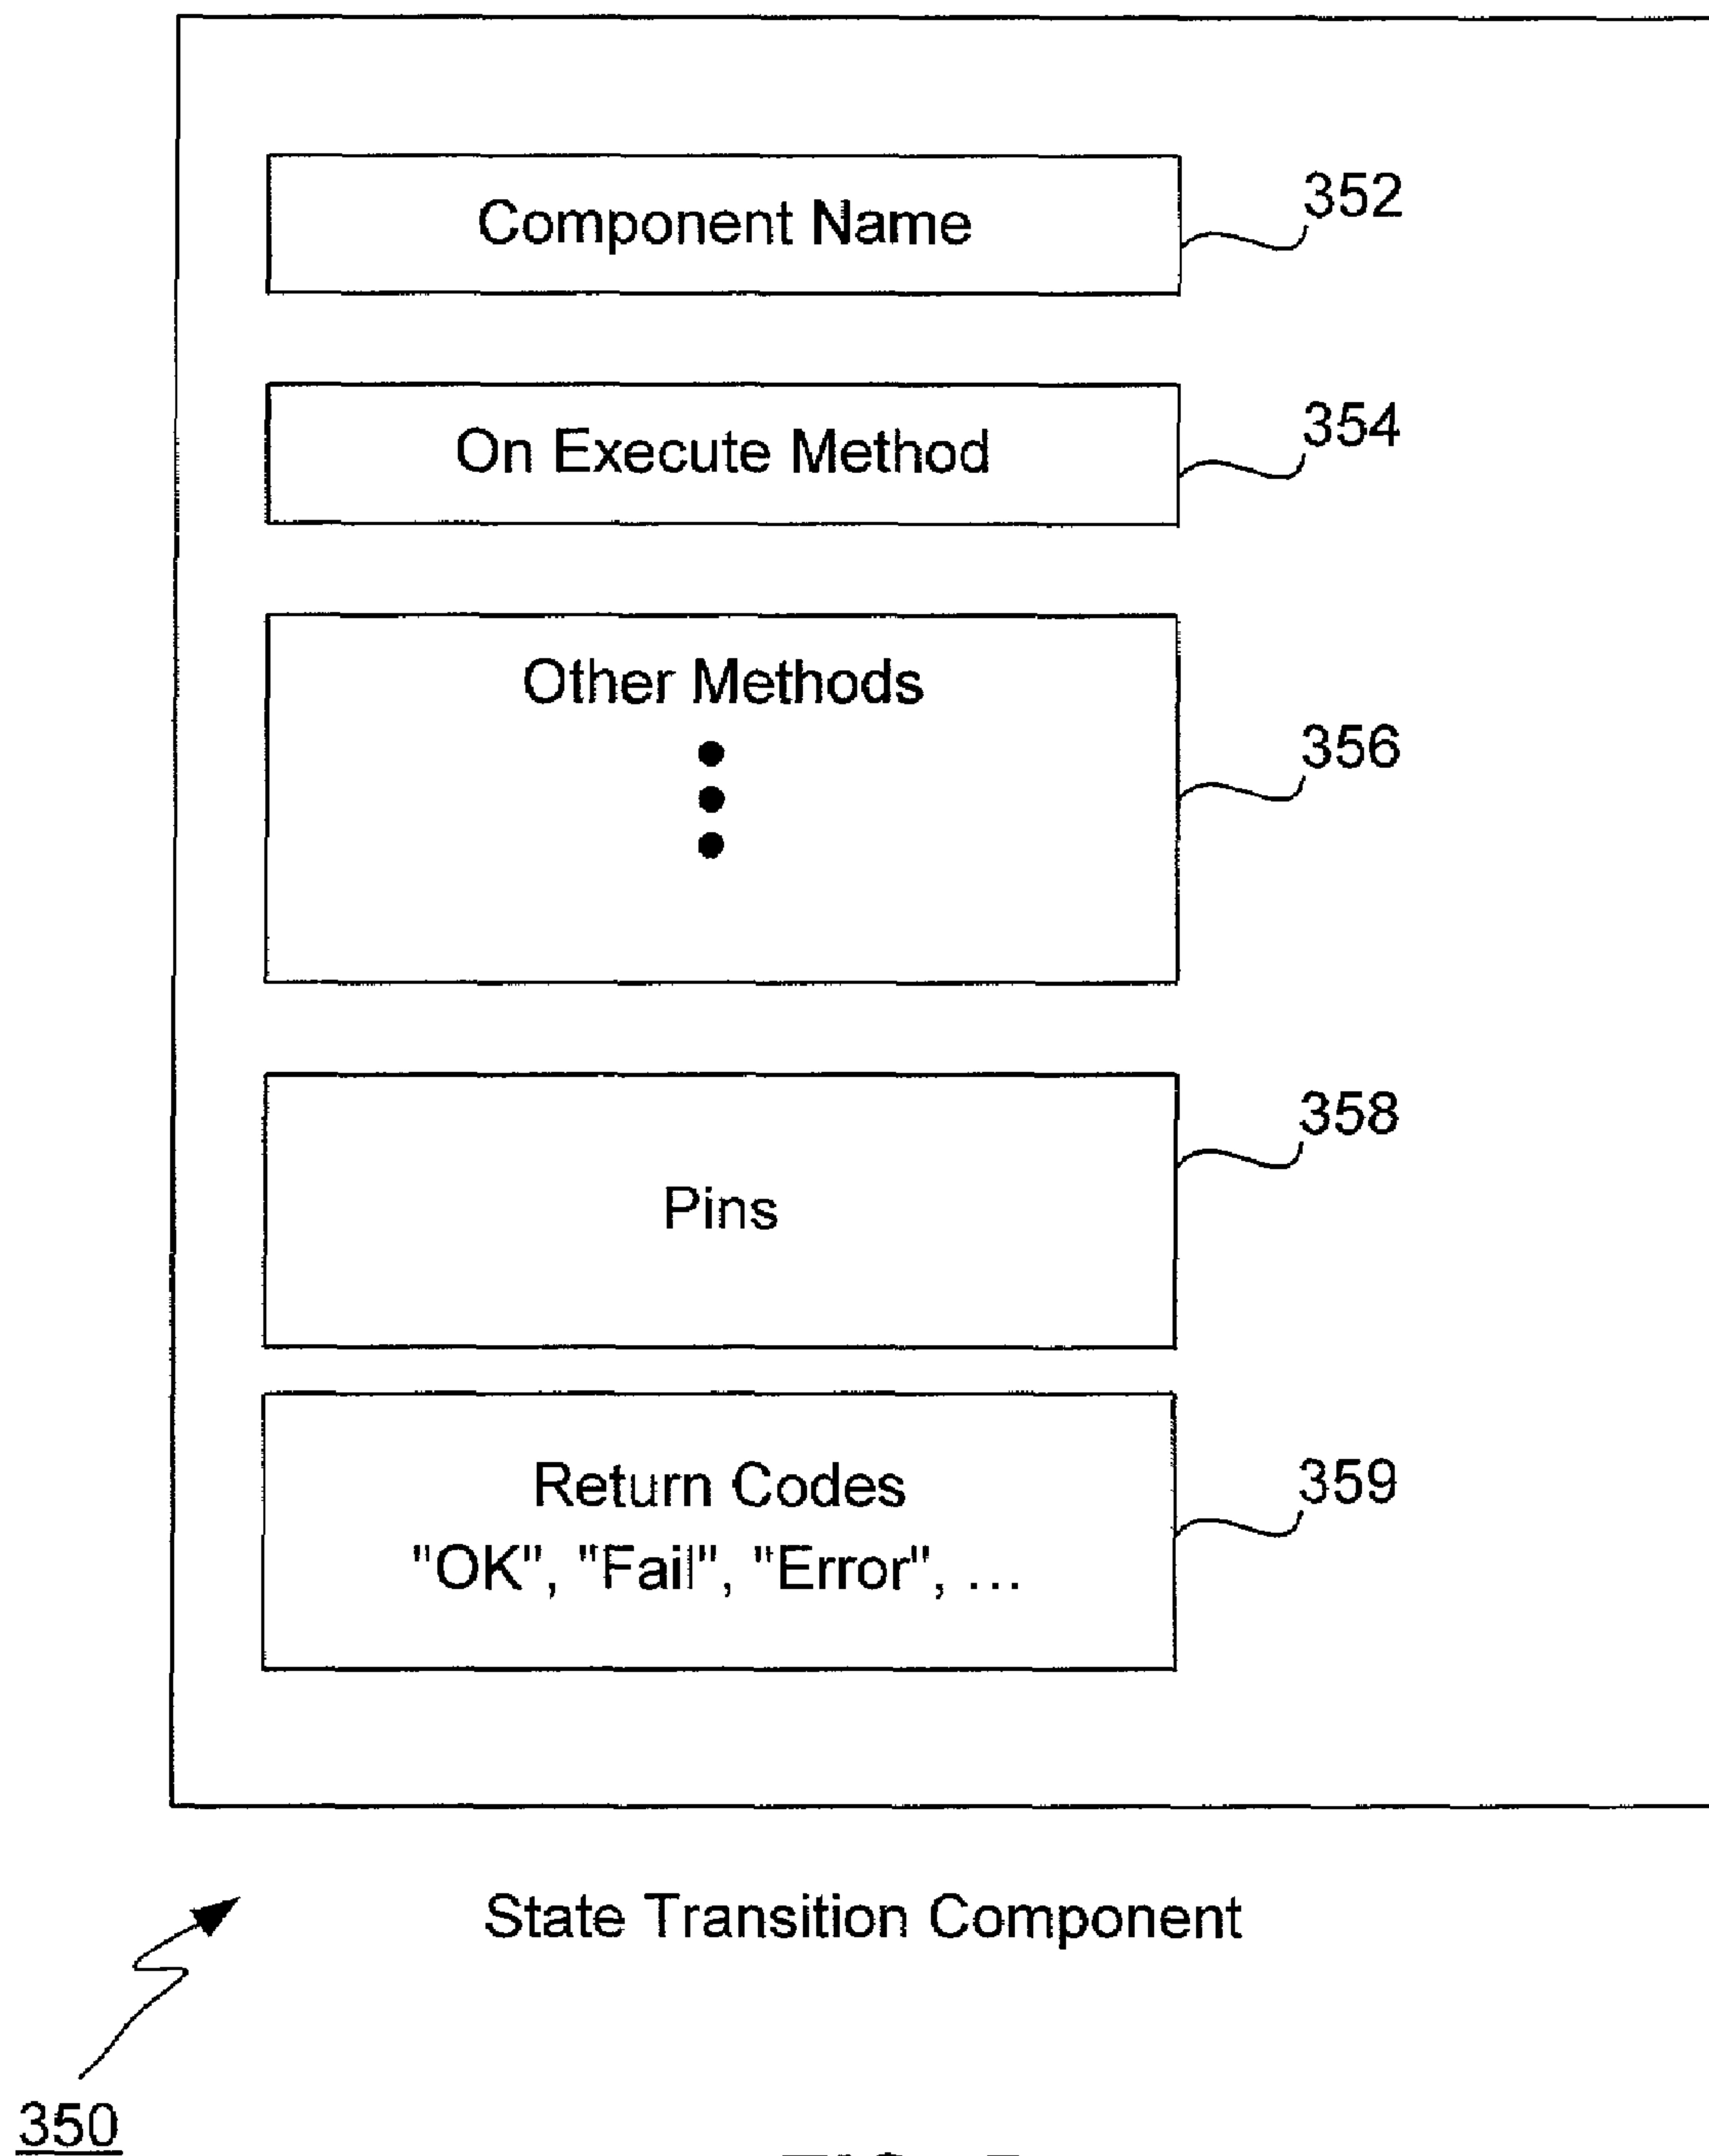 Component Name
352
On Execute Method
354
Other Methods
356
358
Pins
Return Codes
359
"OK", "Fail", "Error", ...
State Transition Component
350